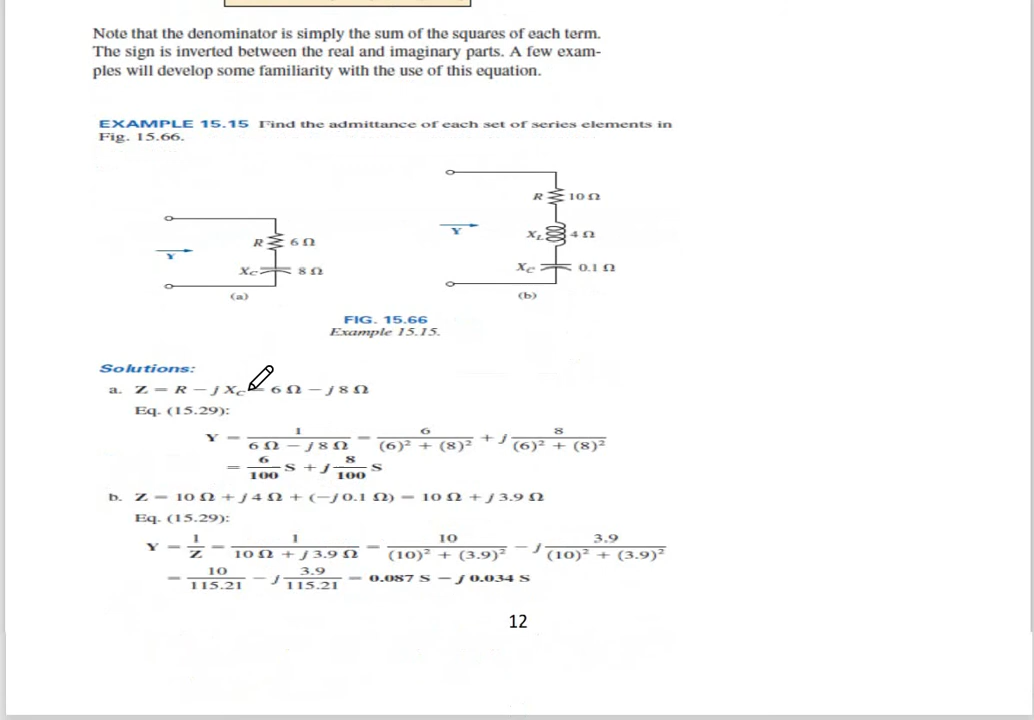 Note that the denominator is simply the sum of the squares of each term.
The sign is inverted between the real and imaginary parts. A few exam-
ples will develop some familiarity with the use of this equation.
EXAMPLE 15.15 Find the admittance of each set of series elements in
Fig. 15.66.
Y
R 6 Ω
X_C 8 Ω
(a)
Y
R 10 Ω
X_L 4 Ω
X_C 0.1 Ω
(b)
FIG. 15.66
Example 15.15.
Solutions:
a. Z = R − j X_C = 6 Ω − j 8 Ω
Eq. (15.29):
Y = 1 / (6 Ω − j 8 Ω) = 6 / ((6)² + (8)²) + j 8 / ((6)² + (8)²)
= 6/100 S + j 8/100 S
b. Z = 10 Ω + j 4 Ω + (−j 0.1 Ω) = 10 Ω + j 3.9 Ω
Eq. (15.29):
Y = 1/Z = 1 / (10 Ω + j 3.9 Ω) = 10 / ((10)² + (3.9)²) − j 3.9 / ((10)² + (3.9)²)
= 10/115.21 − j 3.9/115.21 = 0.087 S − j 0.034 S
12